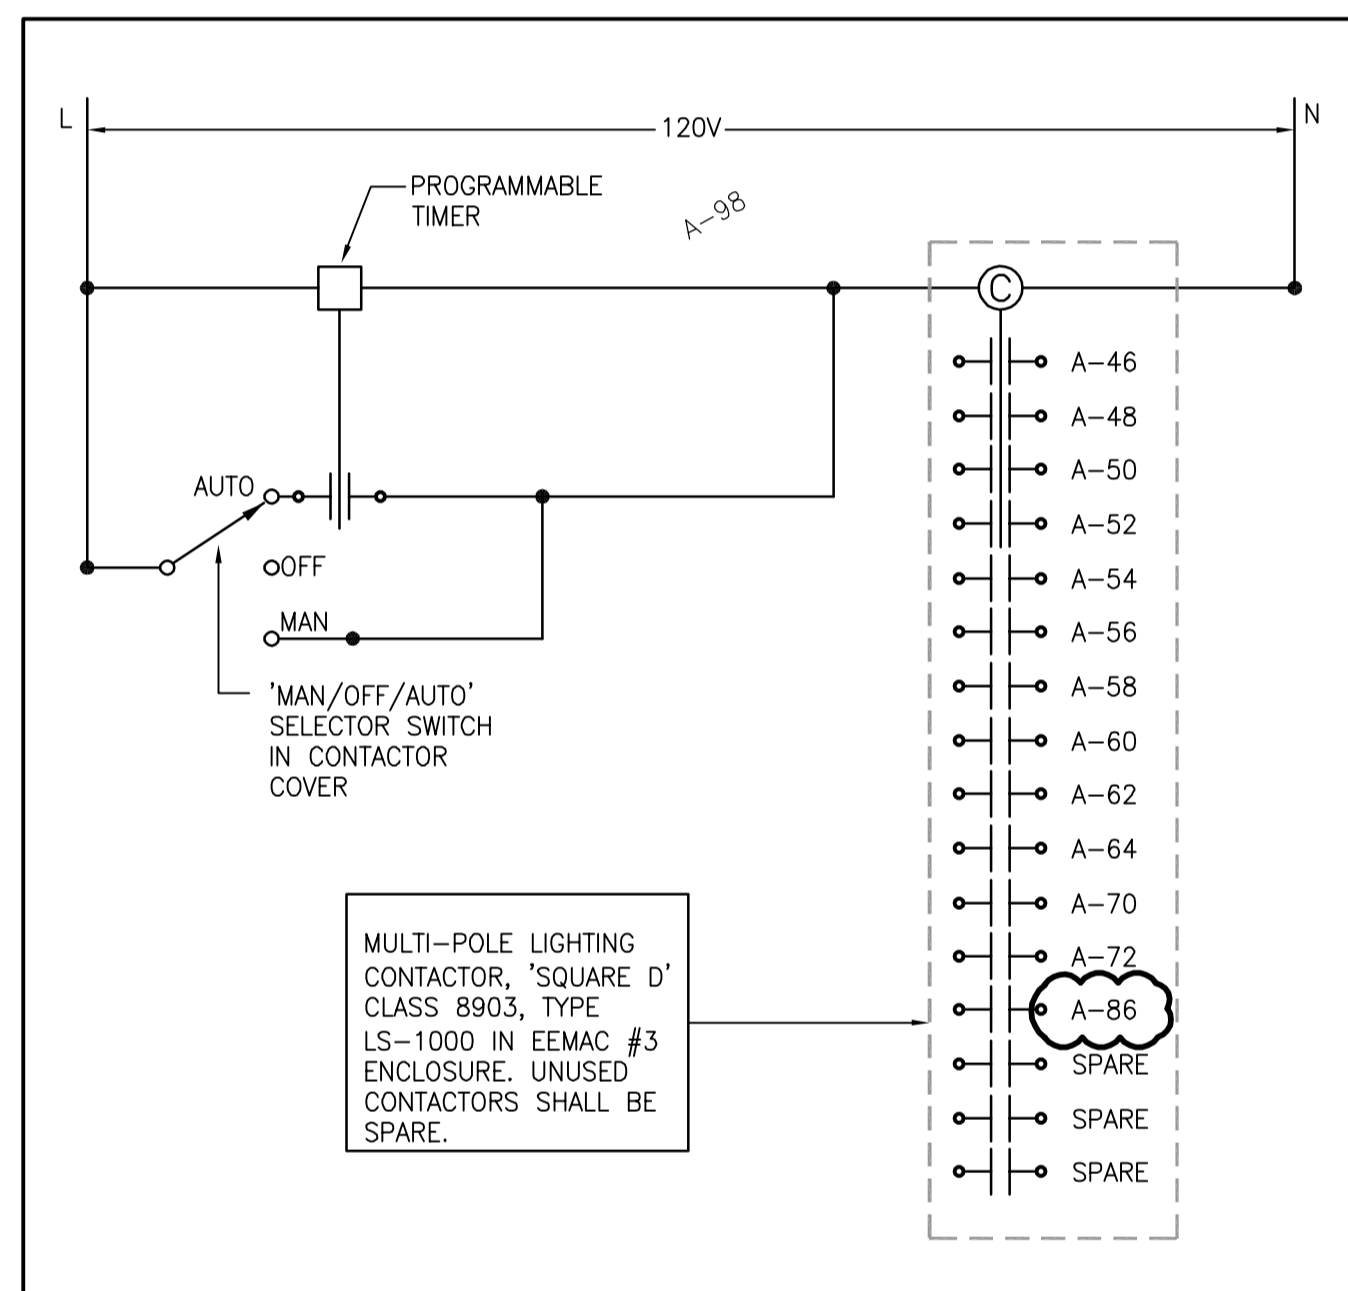 L
120V
N
PROGRAMMABLE
TIMER
A-98
C
A-46
A-48
A-50
AUTO
A-52
OFF
A-54
MAN
A-56
'MAN/OFF/AUTO'
SELECTOR SWITCH
IN CONTACTOR
COVER
A-58
A-60
A-62
A-64
A-70
A-72
A-86
SPARE
SPARE
SPARE
MULTI-POLE LIGHTING
CONTACTOR, 'SQUARE D'
CLASS 8903, TYPE
LS-1000 IN EEMAC #3
ENCLOSURE. UNUSED
CONTACTORS SHALL BE
SPARE.